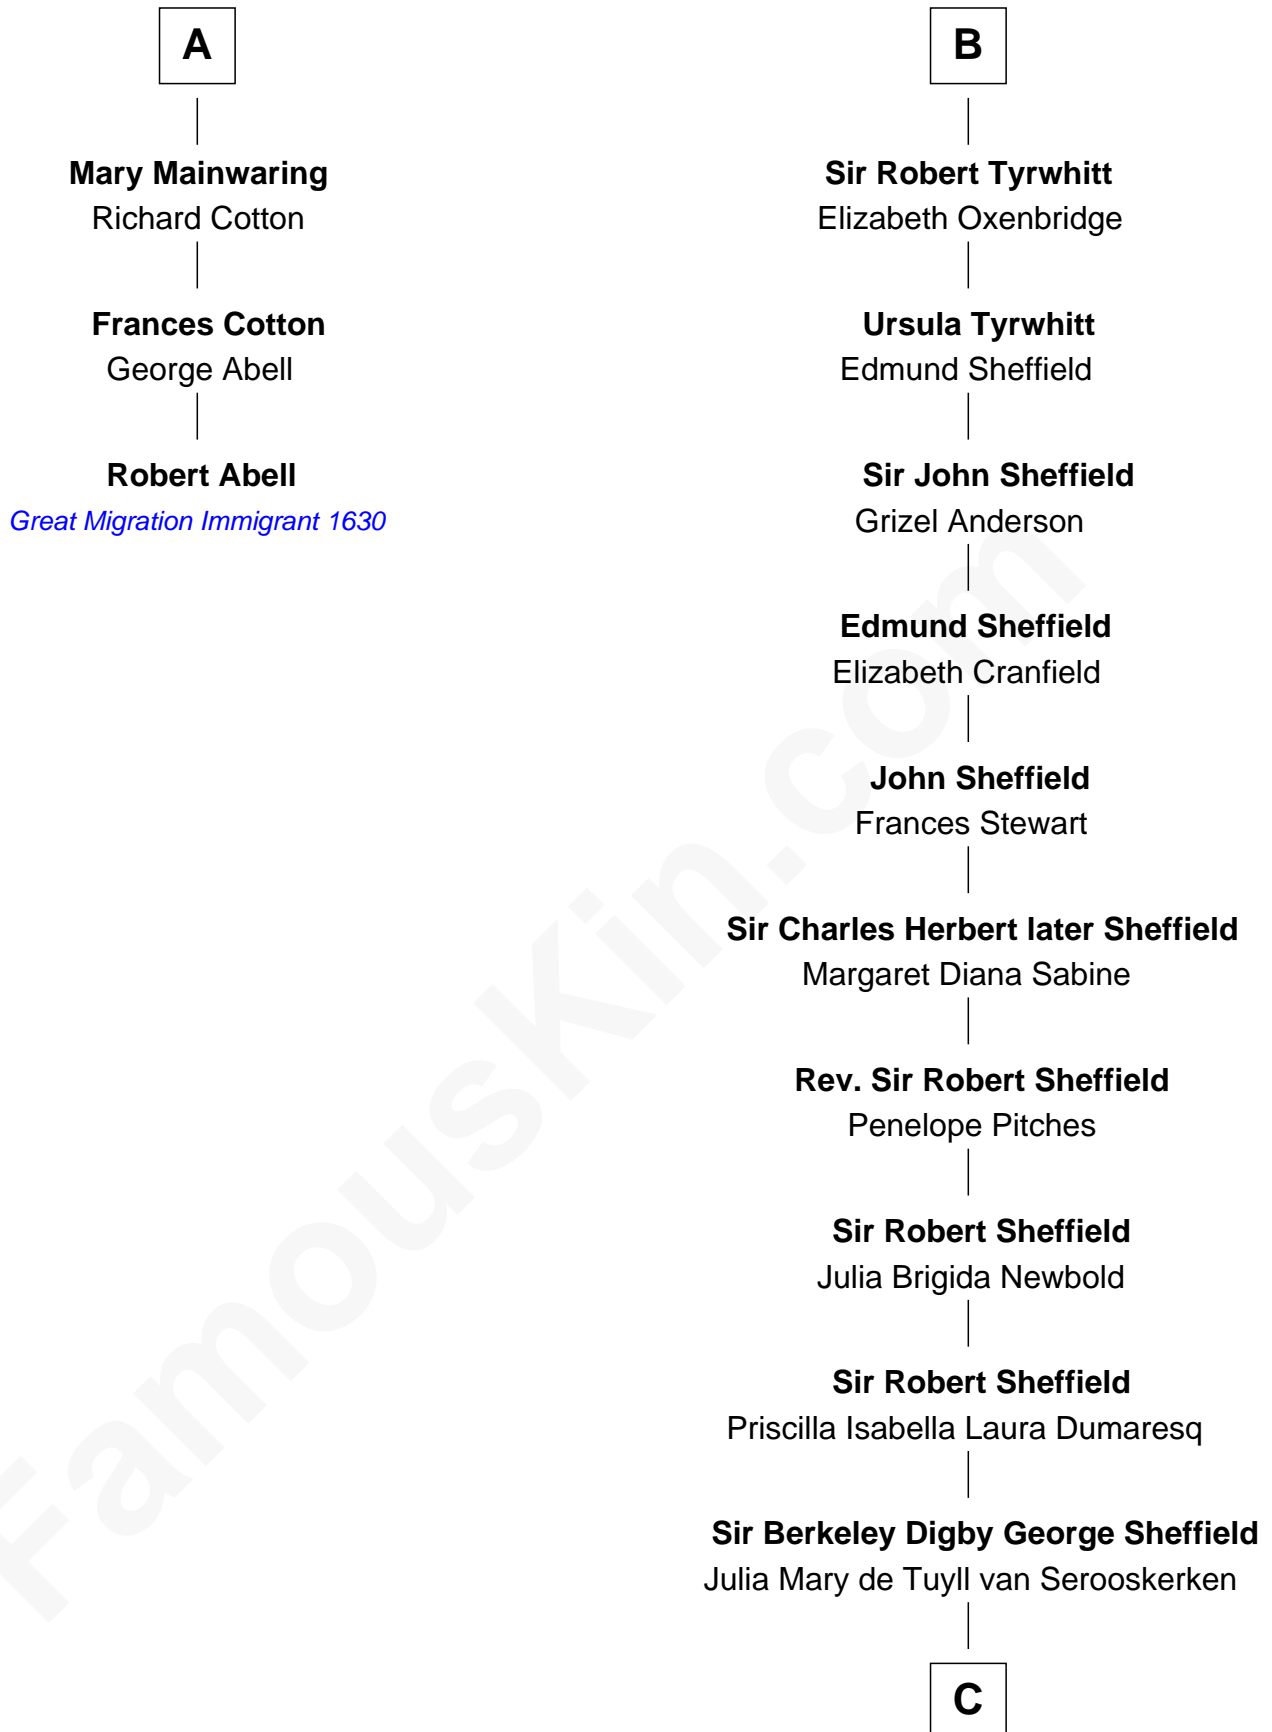 A
Mary Mainwaring
Richard Cotton
Frances Cotton
George Abell
Robert Abell
Great Migration Immigrant 1630
B
Sir Robert Tyrwhitt
Elizabeth Oxenbridge
Ursula Tyrwhitt
Edmund Sheffield
Sir John Sheffield
Grizel Anderson
Edmund Sheffield
Elizabeth Cranfield
John Sheffield
Frances Stewart
Sir Charles Herbert later Sheffield
Margaret Diana Sabine
Rev. Sir Robert Sheffield
Penelope Pitches
Sir Robert Sheffield
Julia Brigida Newbold
Sir Robert Sheffield
Priscilla Isabella Laura Dumaresq
Sir Berkeley Digby George Sheffield
Julia Mary de Tuyll van Serooskerken
C
FamousKin.com